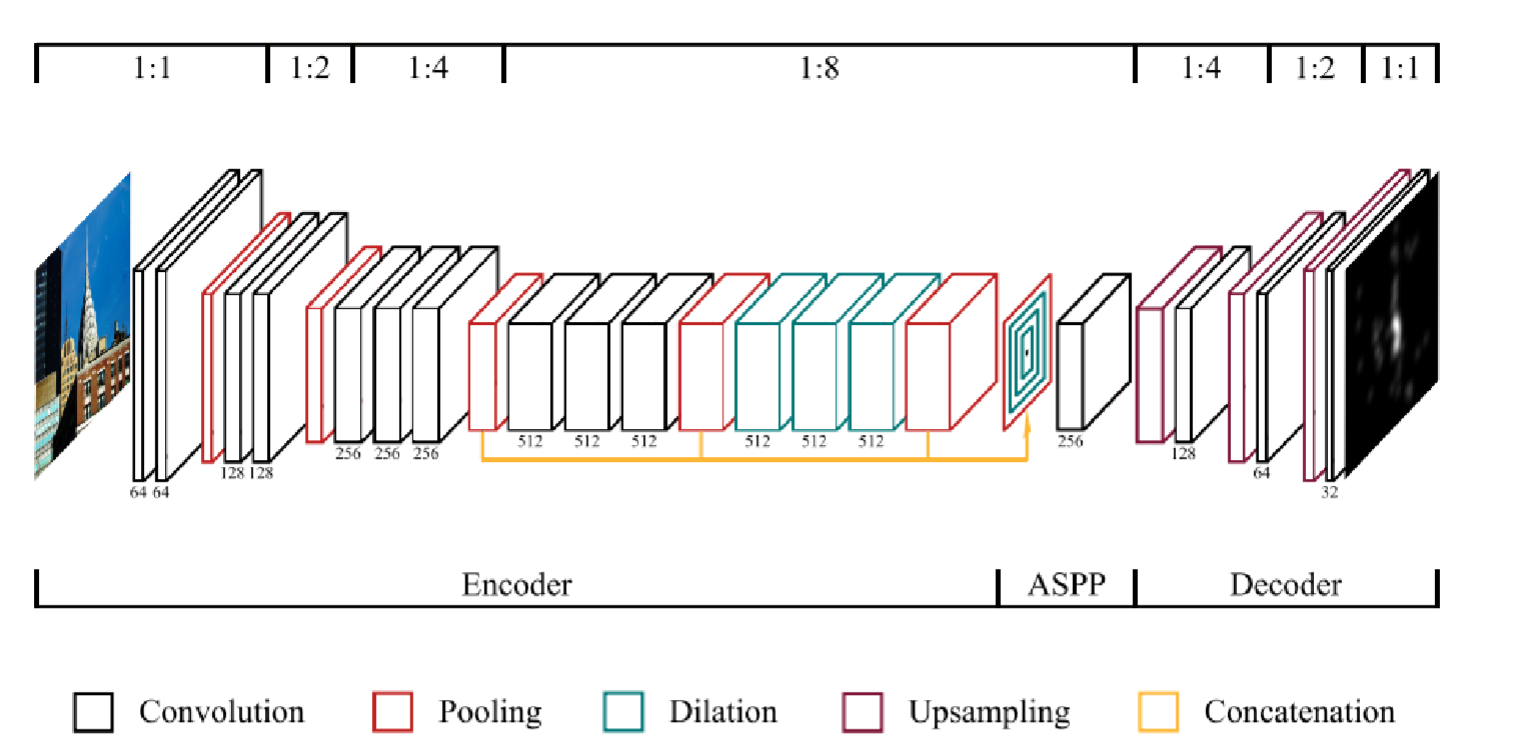 1:1 1:2 1:4 1:8 1:4 1:2 1:1
512 512 512 512 512 512 256
256 256 256 128
128 128 64
64 64 32
Encoder ASPP Decoder
Convolution Pooling Dilation Upsampling Concatenation